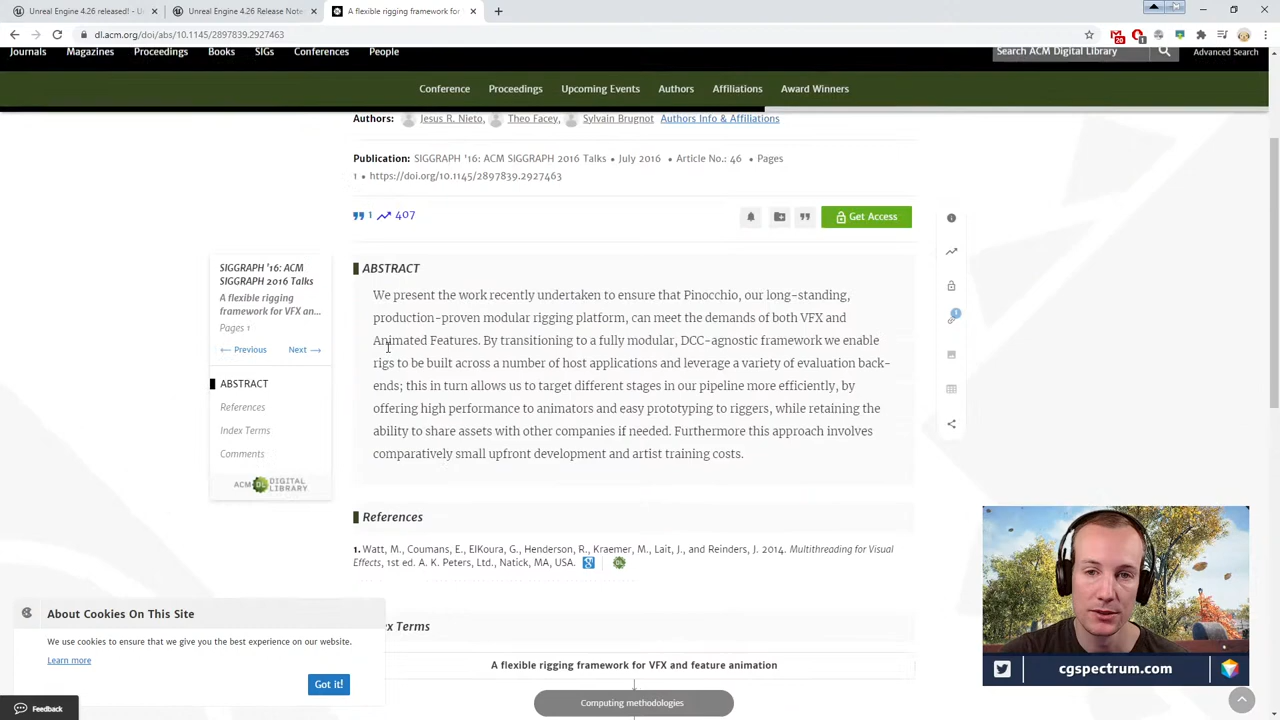 Unreal Engine 4.26 released! - U
Unreal Engine 4.26 Release Note
A flexible rigging framework for
dl.acm.org/doi/abs/10.1145/2897839.2927463
Journals Magazines Proceedings Books SIGs Conferences People
Search ACM Digital Library
Advanced Search
Conference Proceedings Upcoming Events Authors Affiliations Award Winners
Authors: Jesus R. Nieto, Theo Facey, Sylvain Brugnot Authors Info & Affiliations
Publication: SIGGRAPH '16: ACM SIGGRAPH 2016 Talks • July 2016 • Article No.: 46 • Pages
1 • https://doi.org/10.1145/2897839.2927463
1 407
Get Access
SIGGRAPH '16: ACM
SIGGRAPH 2016 Talks
A flexible rigging
framework for VFX an...
Pages 1
← Previous Next →
ABSTRACT
References
Index Terms
Comments
ACM DL DIGITAL
LIBRARY
ABSTRACT
We present the work recently undertaken to ensure that Pinocchio, our long-standing,
production-proven modular rigging platform, can meet the demands of both VFX and
Animated Features. By transitioning to a fully modular, DCC-agnostic framework we enable
rigs to be built across a number of host applications and leverage a variety of evaluation back-
ends; this in turn allows us to target different stages in our pipeline more efficiently, by
offering high performance to animators and easy prototyping to riggers, while retaining the
ability to share assets with other companies if needed. Furthermore this approach involves
comparatively small upfront development and artist training costs.
References
1. Watt, M., Coumans, E., ElKoura, G., Henderson, R., Kraemer, M., Lait, J., and Reinders, J. 2014. Multithreading for Visual
Effects, 1st ed. A. K. Peters, Ltd., Natick, MA, USA.
Terms
A flexible rigging framework for VFX and feature animation
Computing methodologies
About Cookies On This Site
We use cookies to ensure that we give you the best experience on our website.
Learn more
Got it!
Feedback
cgspectrum.com